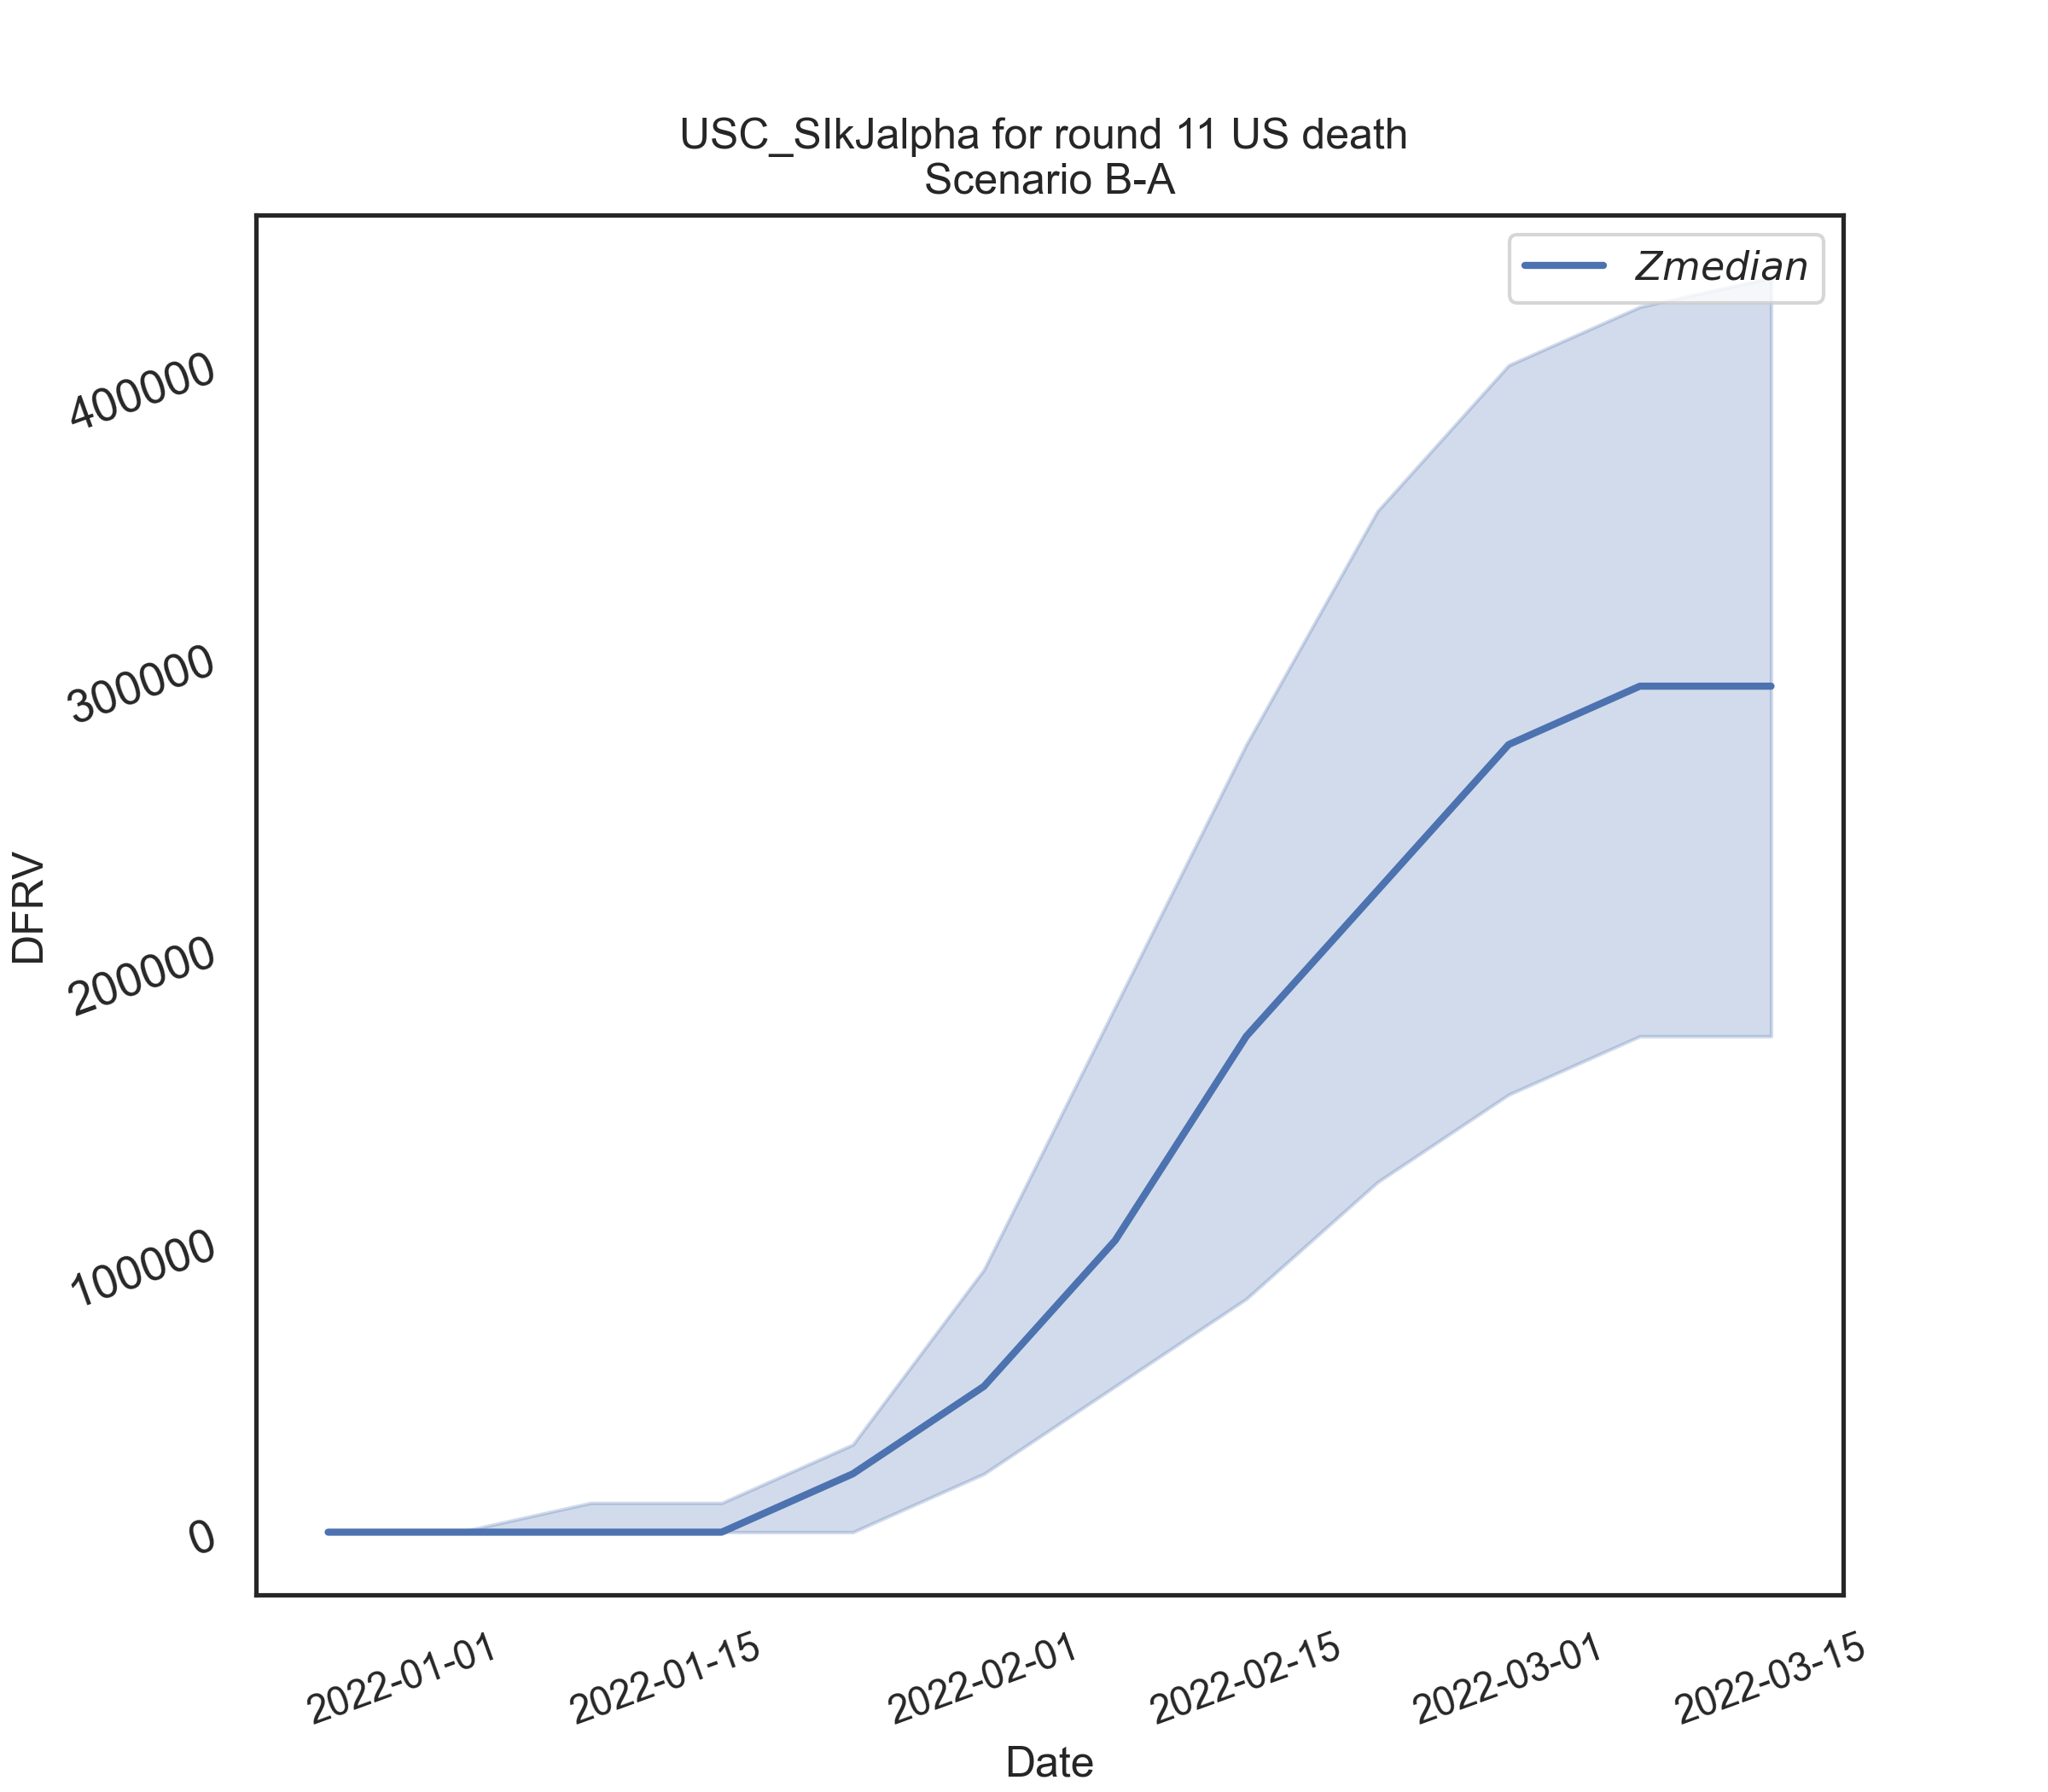 USC_SIkJalpha for round 11 US death
Scenario B-A
Zmedian
400000
300000
200000
100000
0
DFRV
2022-01-01
2022-01-15
2022-02-01
2022-02-15
2022-03-01
2022-03-15
Date